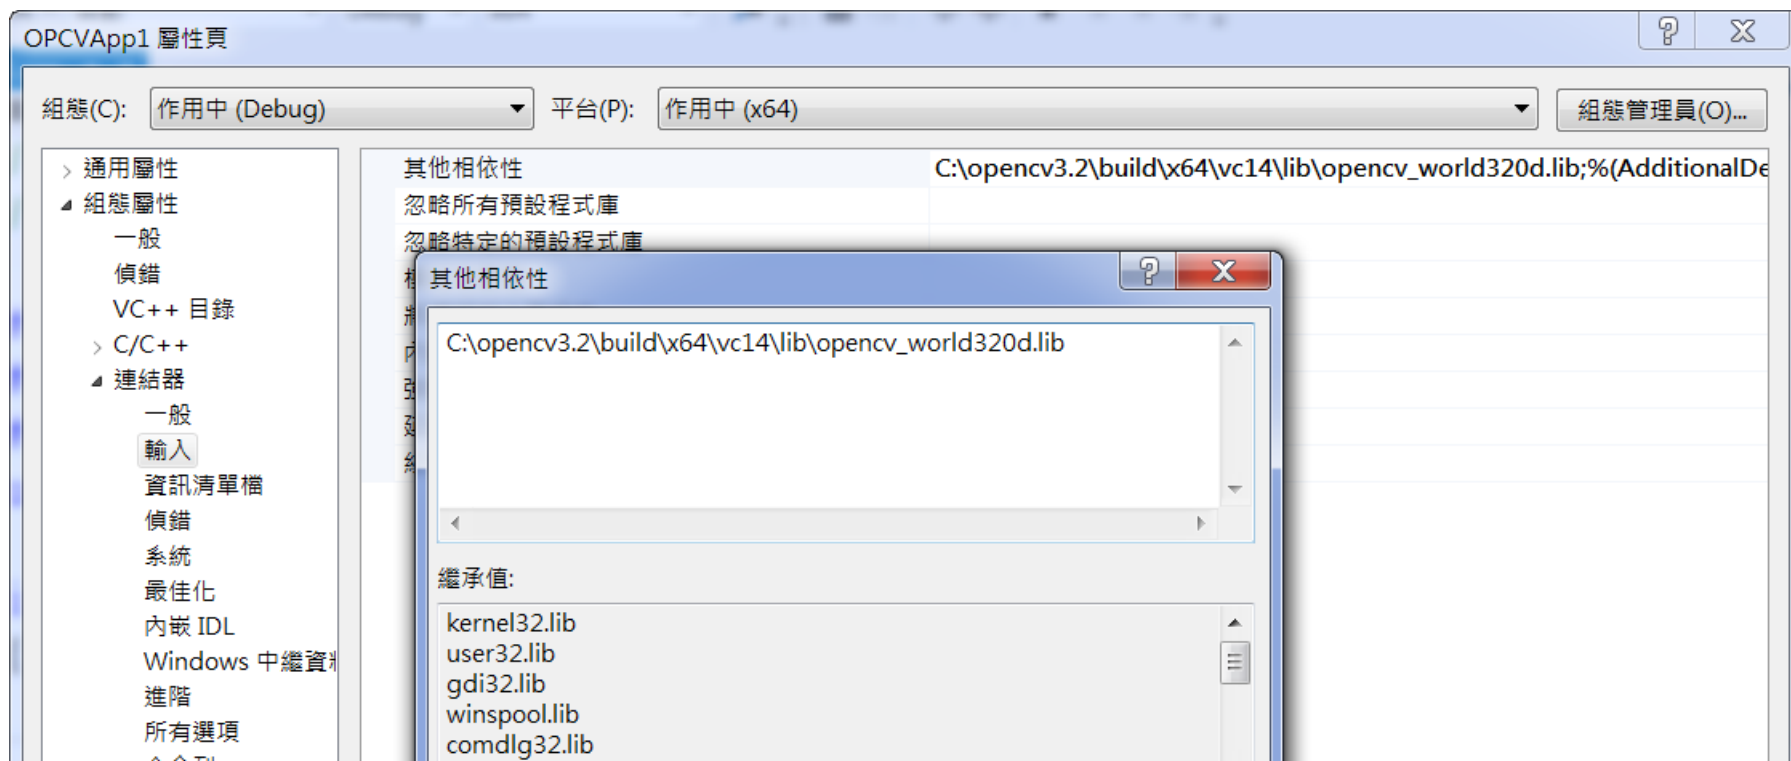 OPCVApp1 屬性頁
組態(C): 作用中 (Debug) 平台(P): 作用中 (x64) 組態管理員(O)...
通用屬性
組態屬性
一般
偵錯
VC++ 目錄
C/C++
連結器
一般
輸入
資訊清單檔
偵錯
系統
最佳化
內嵌 IDL
Windows 中繼資
進階
所有選項
其他相依性 C:\opencv3.2\build\x64\vc14\lib\opencv_world320d.lib;%(AdditionalDe
忽略所有預設程式庫
忽略特定的預設程式庫
其他相依性
C:\opencv3.2\build\x64\vc14\lib\opencv_world320d.lib
繼承值:
kernel32.lib
user32.lib
gdi32.lib
winspool.lib
comdlg32.lib